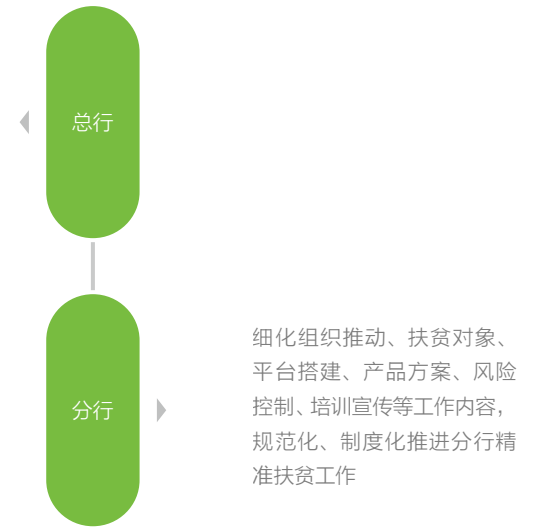 总行
分行
细化组织推动、扶贫对象、
平台搭建、产品方案、风险
控制、培训宣传等工作内容，
规范化、制度化推进分行精
准扶贫工作